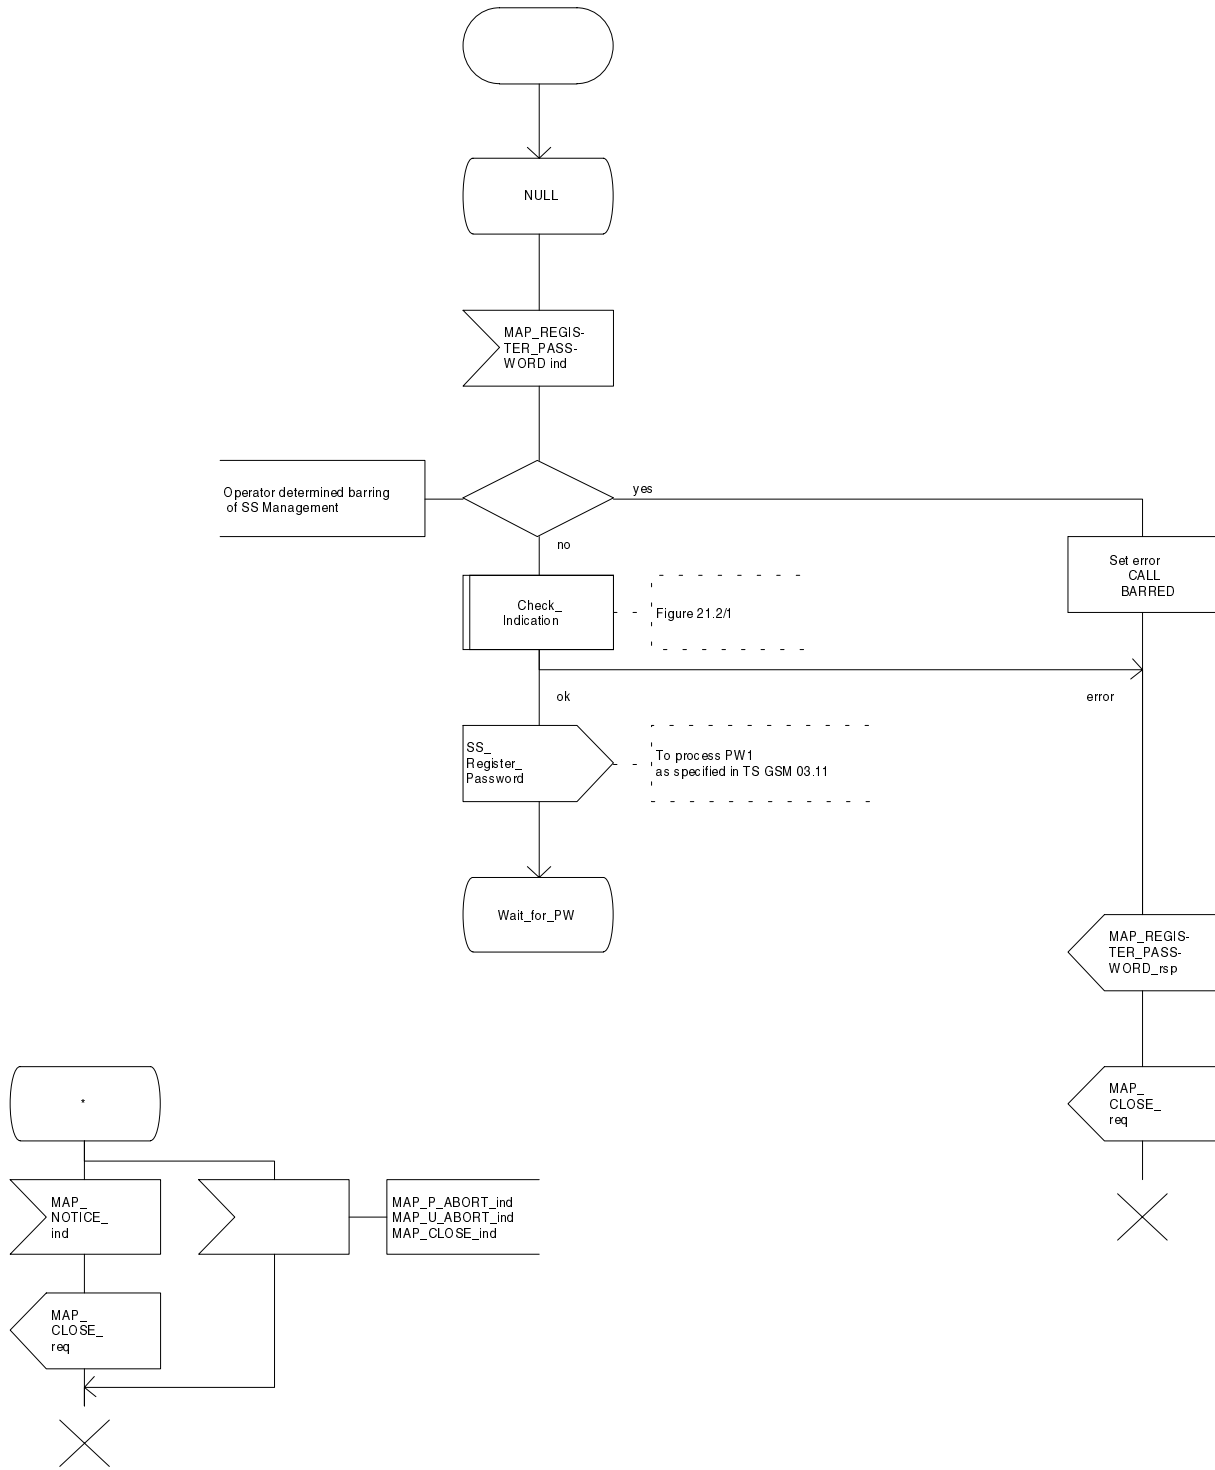 NULL
MAP_REGIS-
TER_PASS-
WORD ind
Operator determined barring
of SS Management
yes
no
Set error
CALL
BARRED
Check_
Indication
Figure 21.2/1
ok
error
SS_
Register_
Password
To process PW1
as specified in TS GSM 03.11
Wait_for_PW
MAP_REGIS-
TER_PASS-
WORD_rsp
MAP_
CLOSE_
req
*
MAP_
NOTICE_
ind
MAP_P_ABORT_ind
MAP_U_ABORT_ind
MAP_CLOSE_ind
MAP_
CLOSE_
req